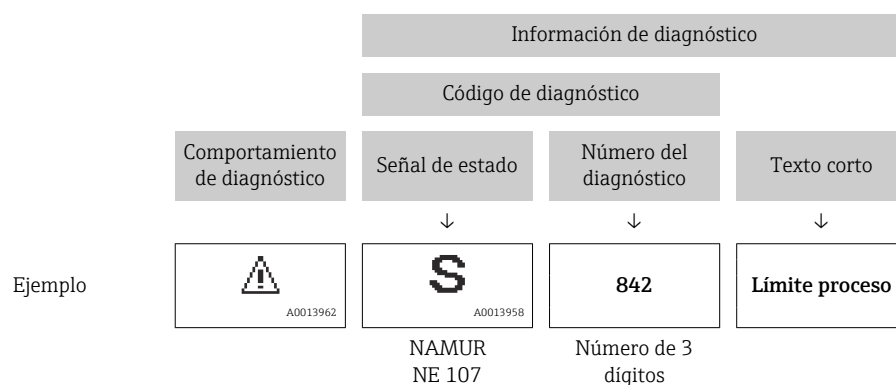 Información de diagnóstico
Código de diagnóstico
Comportamiento
de diagnóstico
Señal de estado
Número del
diagnóstico
Texto corto
↓
↓
↓
Ejemplo
A0013962
S
A0013958
842
Límite proceso
NAMUR
NE 107
Número de 3
dígitos